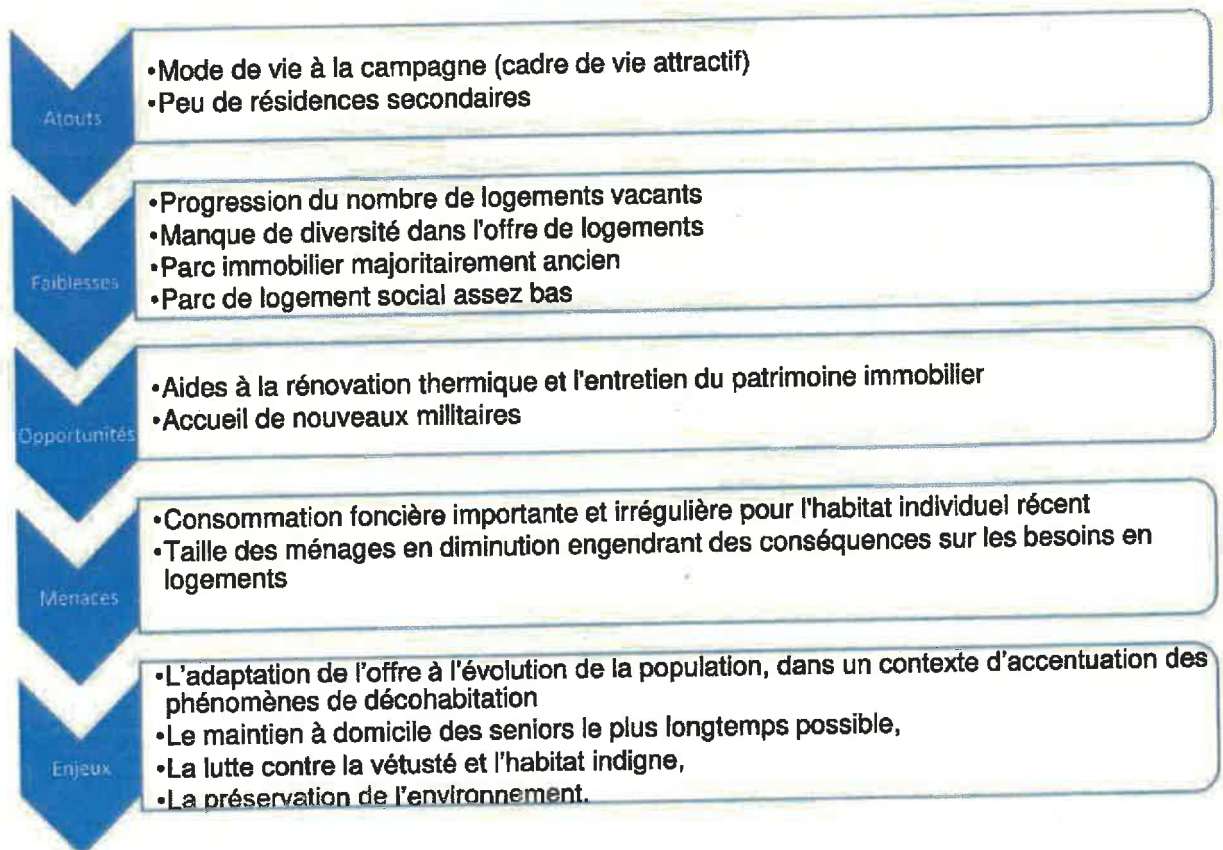 Atouts
•Mode de vie à la campagne (cadre de vie attractif)
•Peu de résidences secondaires
Faiblesses
•Progression du nombre de logements vacants
•Manque de diversité dans l'offre de logements
•Parc immobilier majoritairement ancien
•Parc de logement social assez bas
Opportunités
•Aides à la rénovation thermique et l'entretien du patrimoine immobilier
•Accueil de nouveaux militaires
Menaces
•Consommation foncière importante et irrégulière pour l'habitat individuel récent
•Taille des ménages en diminution engendrant des conséquences sur les besoins en
logements
Enjeux
•L'adaptation de l'offre à l'évolution de la population, dans un contexte d'accentuation des
phénomènes de décohabitation
•Le maintien à domicile des seniors le plus longtemps possible,
•La lutte contre la vétusté et l'habitat indigne,
•La préservation de l'environnement.